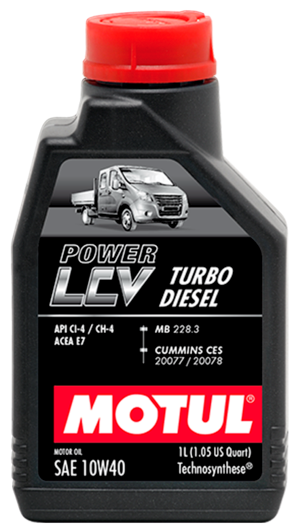 POWER
LCV
TURBO
DIESEL
API CI-4 / CH-4
ACEA E7
MB 228.3
CUMMINS CES
20077 / 20078
MOTUL
MOTOR OIL
SAE 10W40
1L (1.05 US Quart)
Technosynthese®